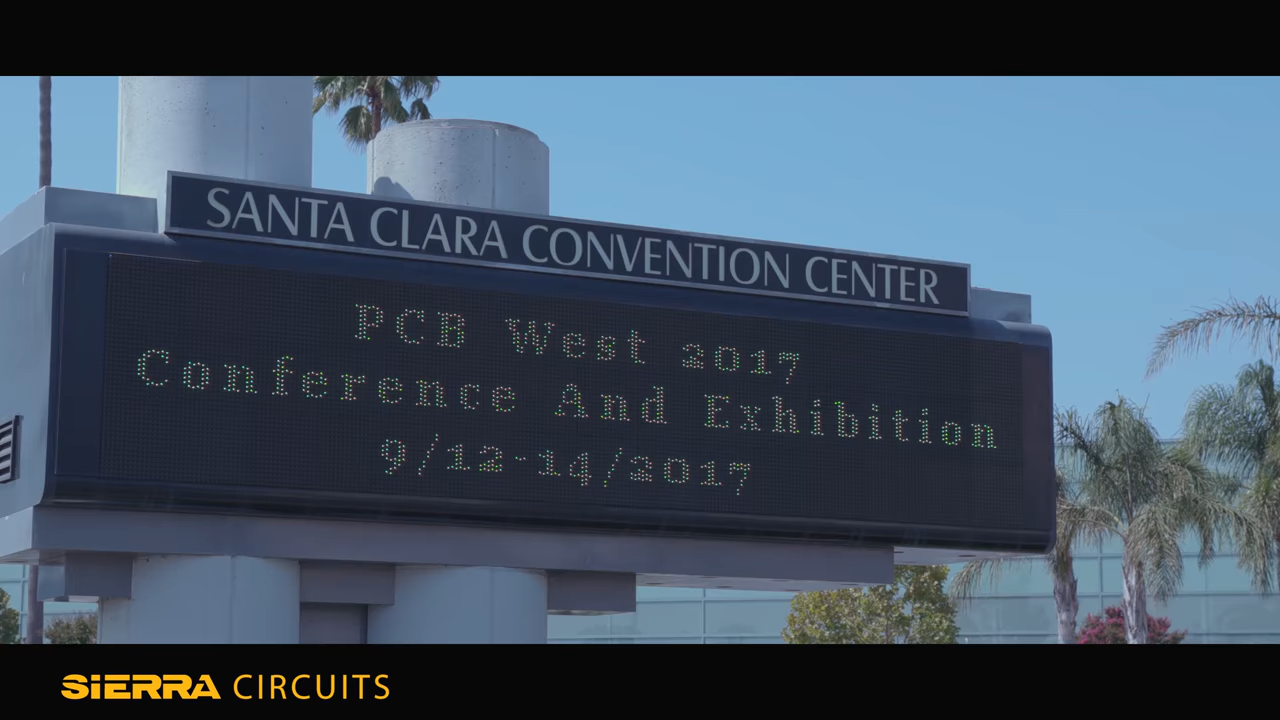 SANTA CLARA CONVENTION CENTER
PCB West 2017
Conference And Exhibition
9/12-14/2017
SIERRA CIRCUITS